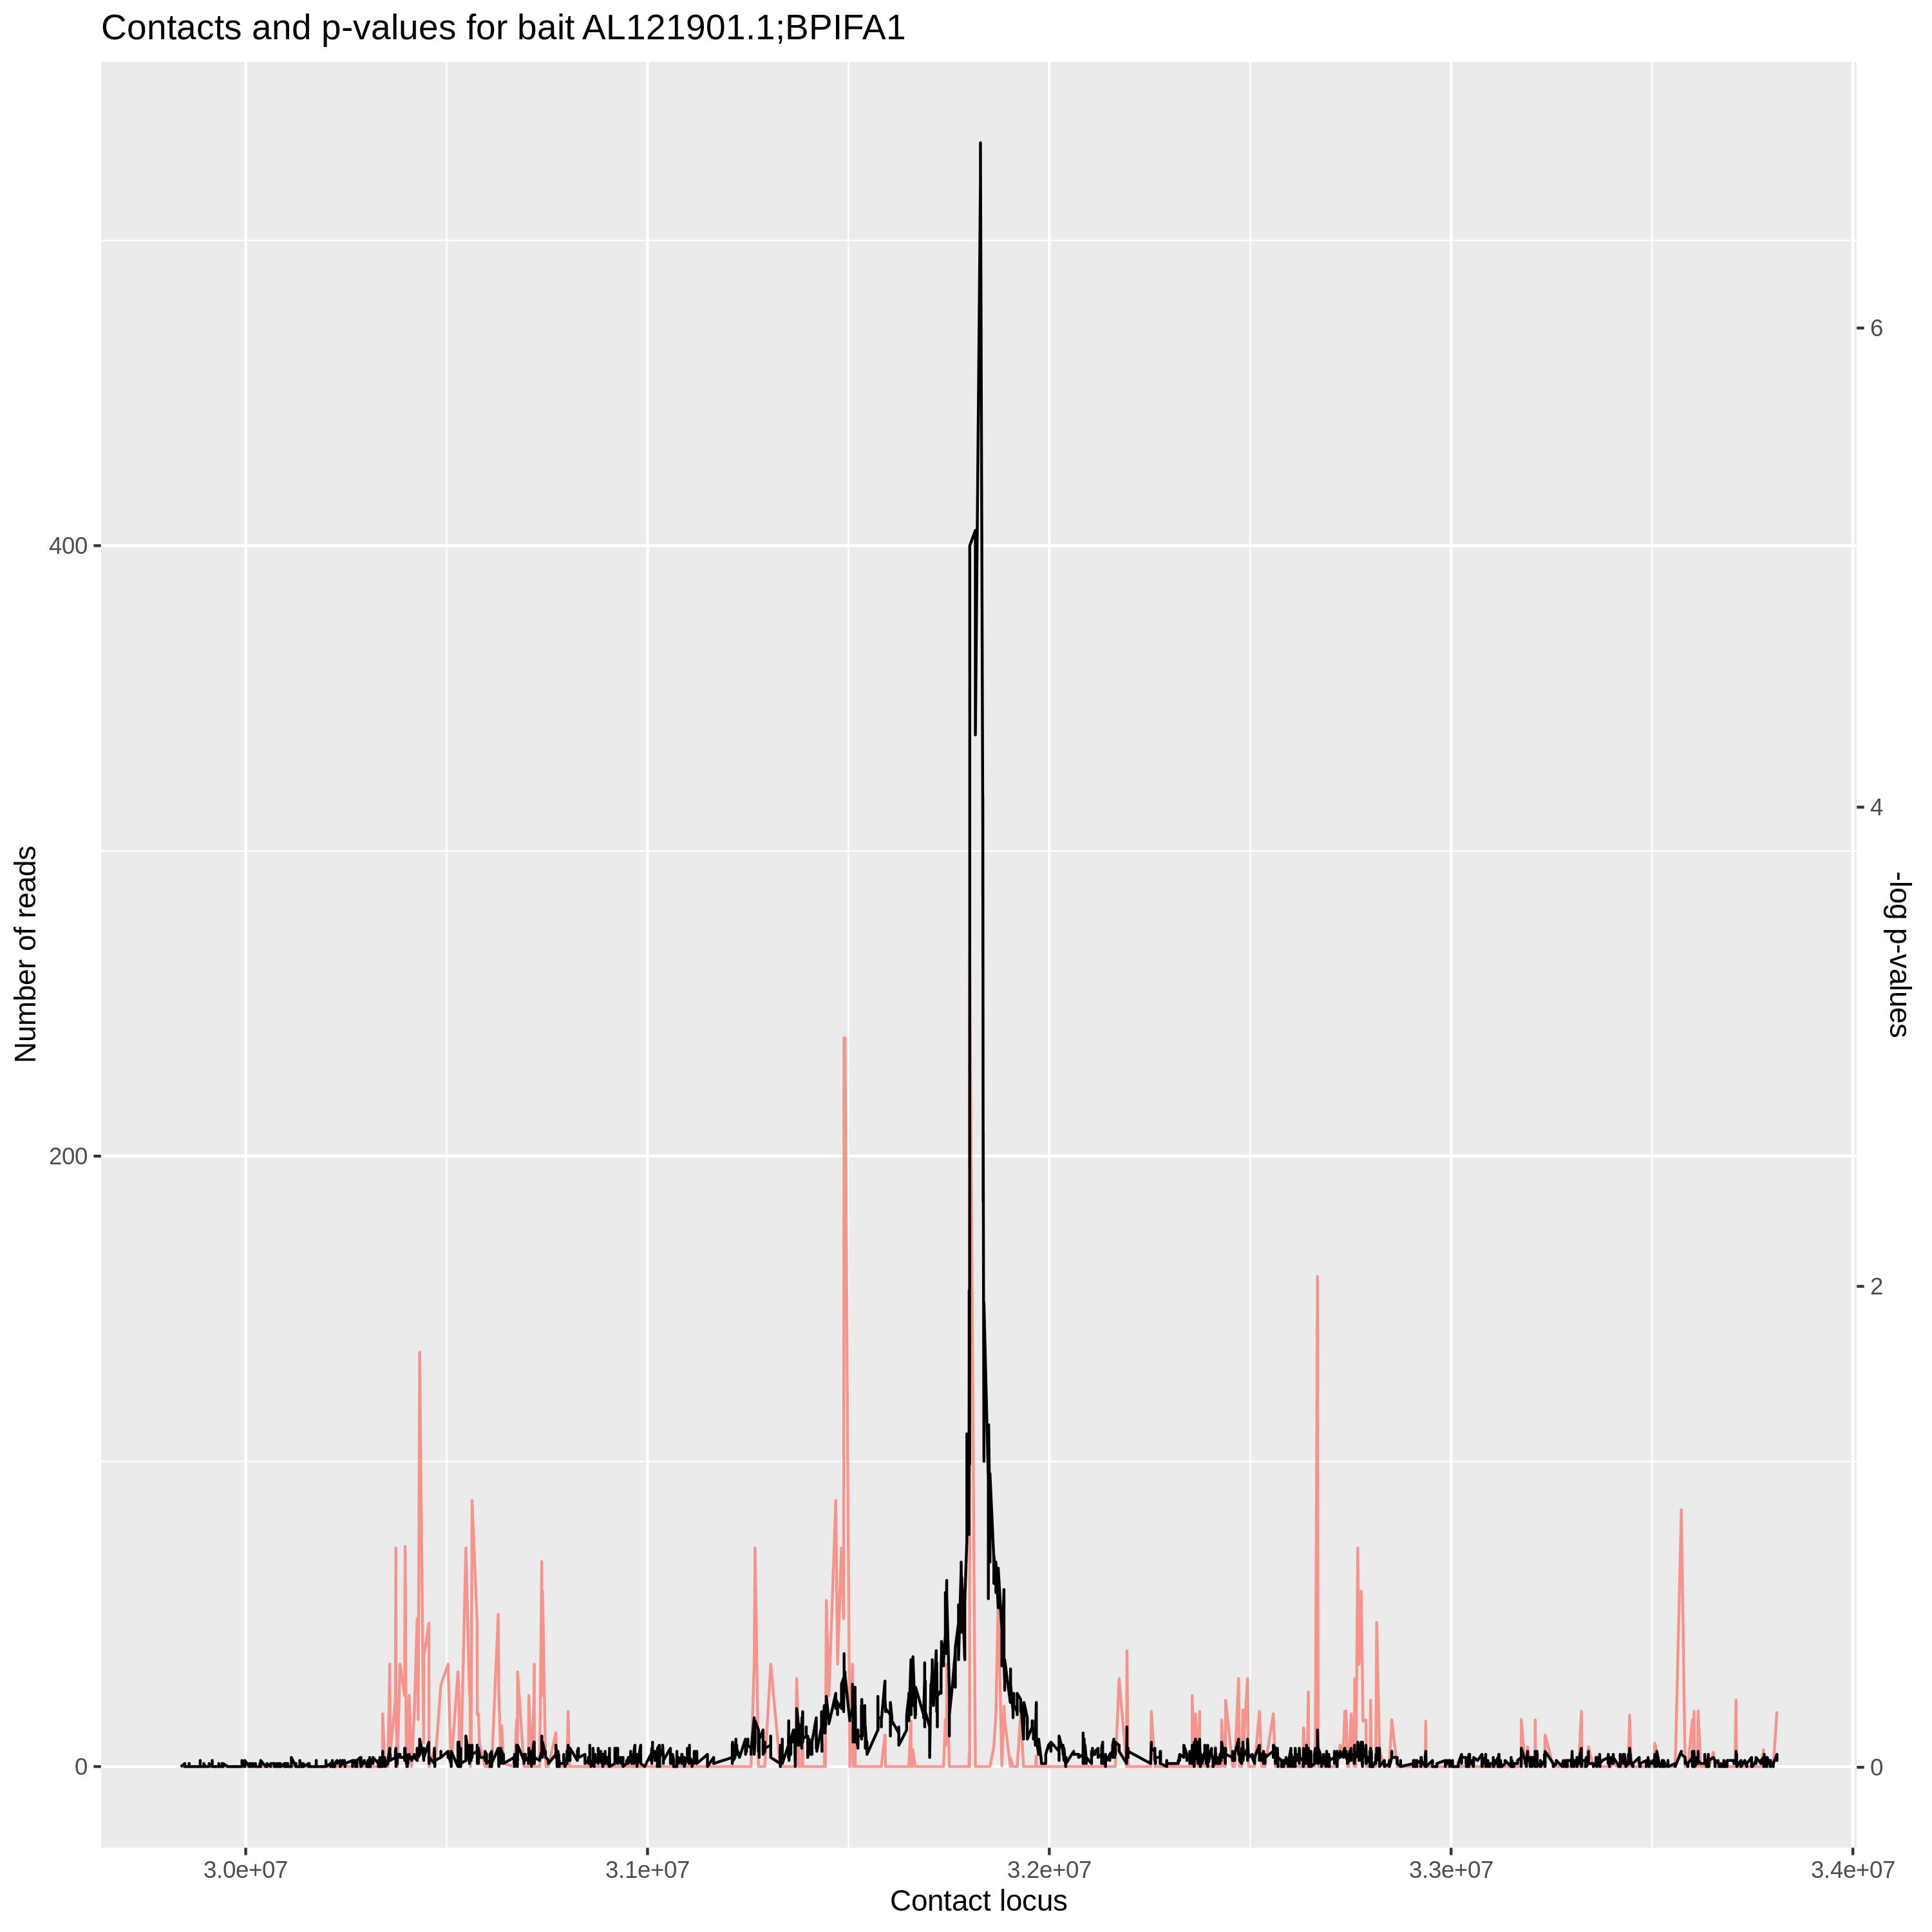 Contacts and p-values for bait AL121901.1;BPIFA1
Number of reads
400
200
0
6
4
2
0
-log p-values
3.0e+07 3.1e+07 3.2e+07 3.3e+07 3.4e+07
Contact locus